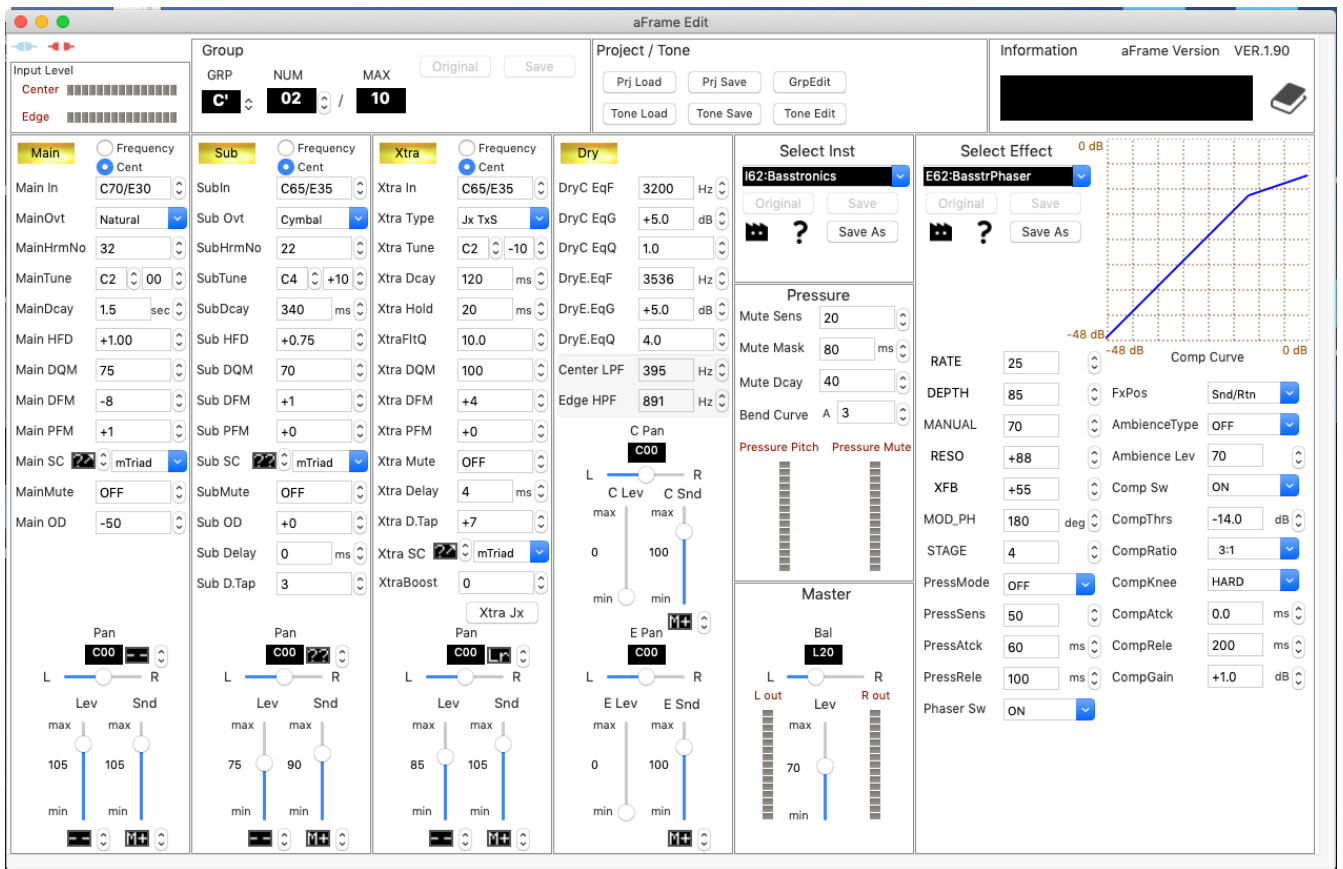 aFrame Edit
Input Level
Center
Edge
Group
GRP NUM MAX
C' 02 / 10
Original Save
Project / Tone
Prj Load Prj Save GrpEdit
Tone Load Tone Save Tone Edit
Information aFrame Version VER.1.90
Main
Frequency
Cent
Main In C70/E30
MainOvt Natural
MainHrmNo 32
MainTune C2 00
MainDcay 1.5 sec
Main HFD +1.00
Main DQM 75
Main DFM -8
Main PFM +1
Main SC ?↗ mTriad
MainMute OFF
Main OD -50
Pan
C00 --
L R
Lev Snd
max max
105 105
min min
-- M+
Sub
Frequency
Cent
SubIn C65/E35
Sub Ovt Cymbal
SubHrmNo 22
SubTune C4 +10
SubDcay 340 ms
Sub HFD +0.75
Sub DQM 70
Sub DFM +1
Sub PFM +0
Sub SC ?? mTriad
SubMute OFF
Sub OD +0
Sub Delay 0 ms
Sub D.Tap 3
Pan
C00 ??
L R
Lev Snd
max max
75 90
min min
-- M+
Xtra
Frequency
Cent
Xtra In C65/E35
Xtra Type Jx TxS
Xtra Tune C2 -10
Xtra Dcay 120 ms
Xtra Hold 20 ms
XtraFltQ 10.0
Xtra DQM 100
Xtra DFM +4
Xtra PFM +0
Xtra Mute OFF
Xtra Delay 4 ms
Xtra D.Tap +7
Xtra SC ?↗ mTriad
XtraBoost 0
Xtra Jx
Pan
C00 Lr
L R
Lev Snd
max max
85 105
min min
-- M+
Dry
DryC EqF 3200 Hz
DryC EqG +5.0 dB
DryC EqQ 1.0
DryE.EqF 3536 Hz
DryE.EqG +5.0 dB
DryE.EqQ 4.0
Center LPF 395 Hz
Edge HPF 891 Hz
C Pan
C00
L R
C Lev C Snd
max max
0 100
min min
M+
E Pan
C00
L R
E Lev E Snd
max max
0 100
min min
M+
Select Inst
I62:Basstronics
Original Save
? Save As
Pressure
Mute Sens 20
Mute Mask 80 ms
Mute Dcay 40
Bend Curve A 3
Pressure Pitch Pressure Mute
Master
Bal
L20
L R
L out Lev R out
max
70
min
Select Effect
E62:BasstrPhaser
Original Save
? Save As
0 dB
-48 dB
-48 dB Comp Curve 0 dB
RATE 25
DEPTH 85
MANUAL 70
RESO +88
XFB +55
MOD_PH 180 deg
STAGE 4
PressMode OFF
PressSens 50
PressAtck 60 ms
PressRele 100 ms
Phaser Sw ON
FxPos Snd/Rtn
AmbienceType OFF
Ambience Lev 70
Comp Sw ON
CompThrs -14.0 dB
CompRatio 3:1
CompKnee HARD
CompAtck 0.0 ms
CompRele 200 ms
CompGain +1.0 dB